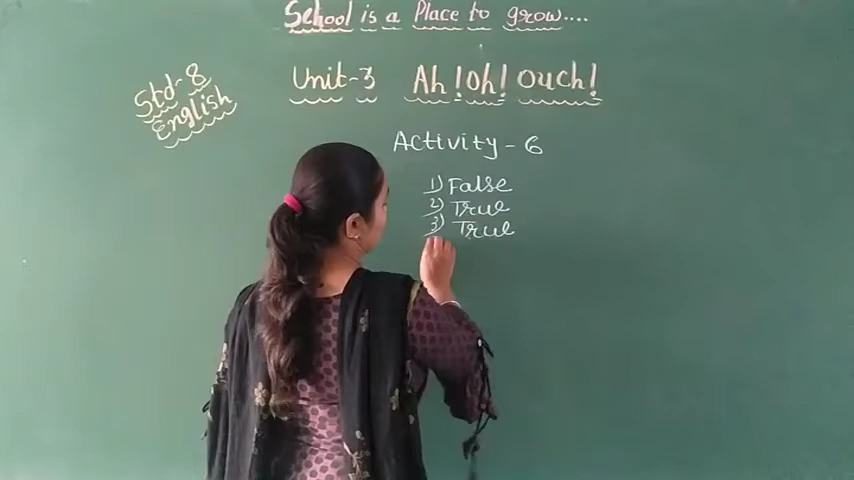 School is a Place to grow....
Std-8
English
Unit-3 Ah!oh! ouch!
Activity-6
1) False
2) True
3) True